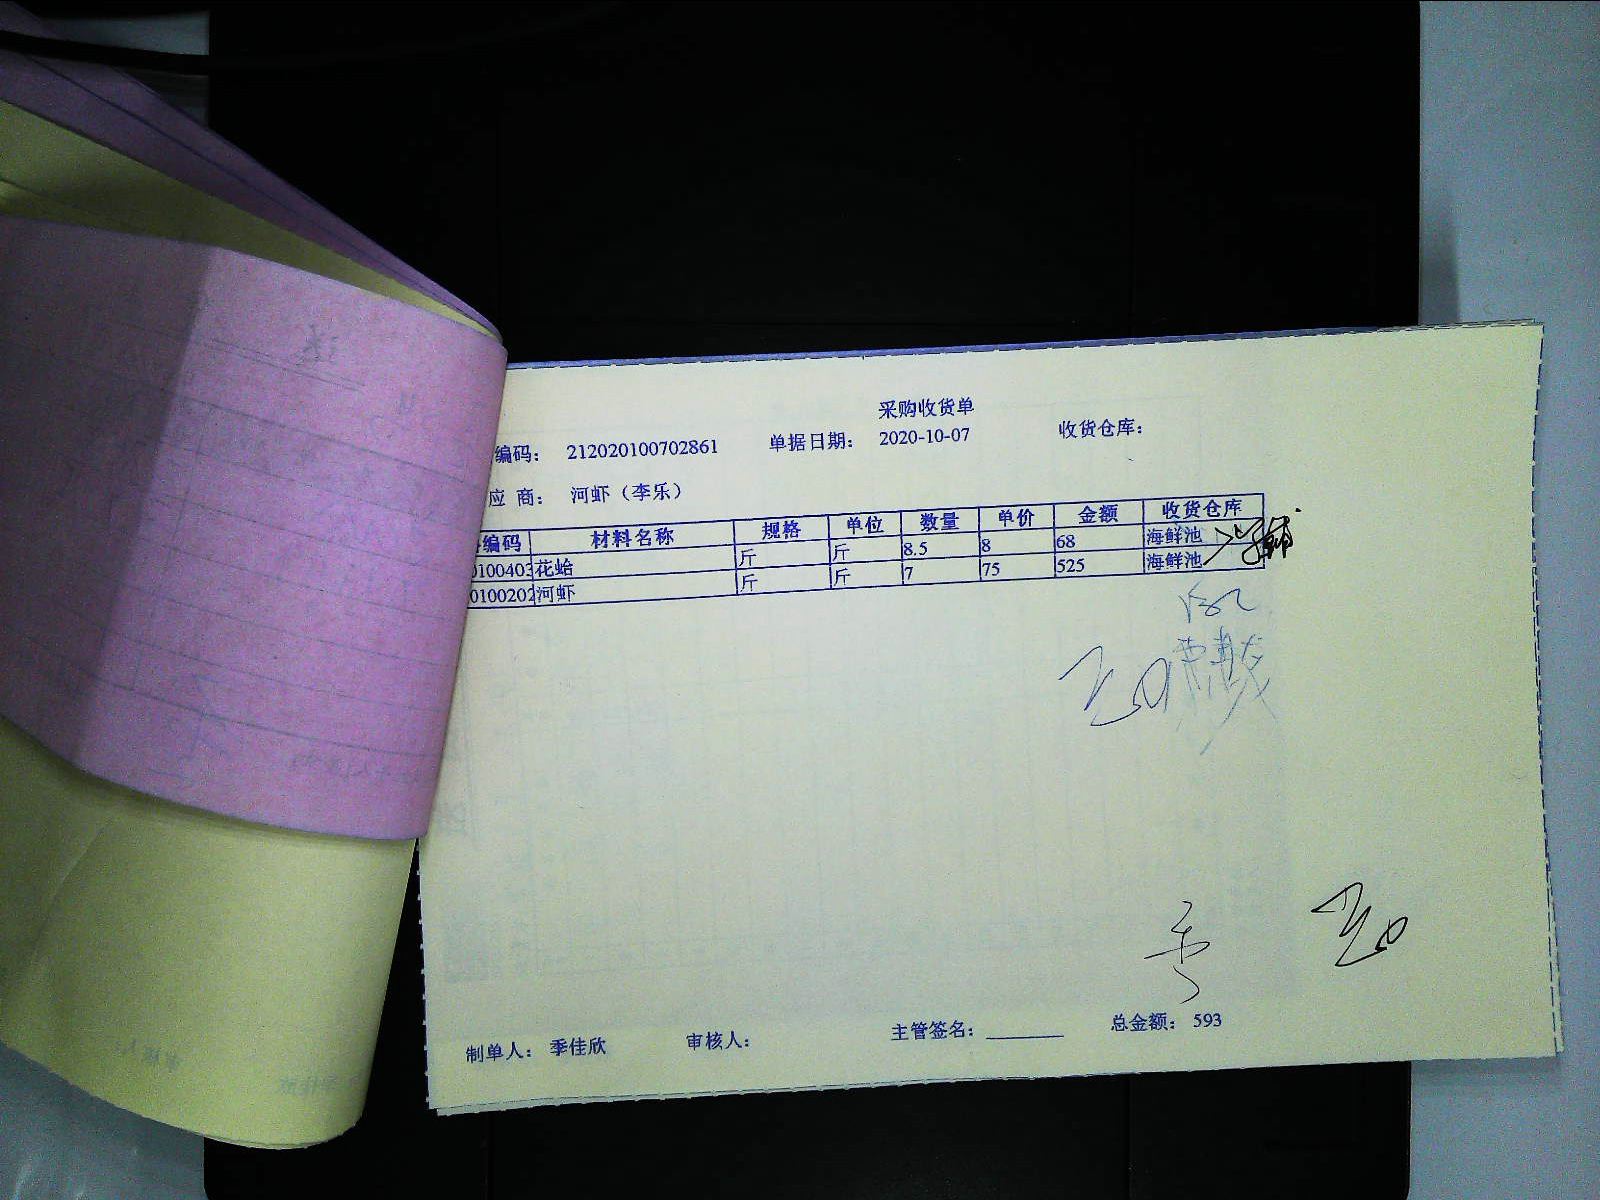 采购收货单
编码： 212020100702861 单据日期： 2020-10-07 收货仓库：
应 商： 河虾（李乐）
编码 材料名称 规格 单位 数量 单价 金额 收货仓库
0100403 花蛤 斤 斤 8.5 8 68 海鲜池
0100202 河虾 斤 斤 7 75 525 海鲜池
制单人： 季佳欣 审核人： 主管签名：________ 总金额： 593